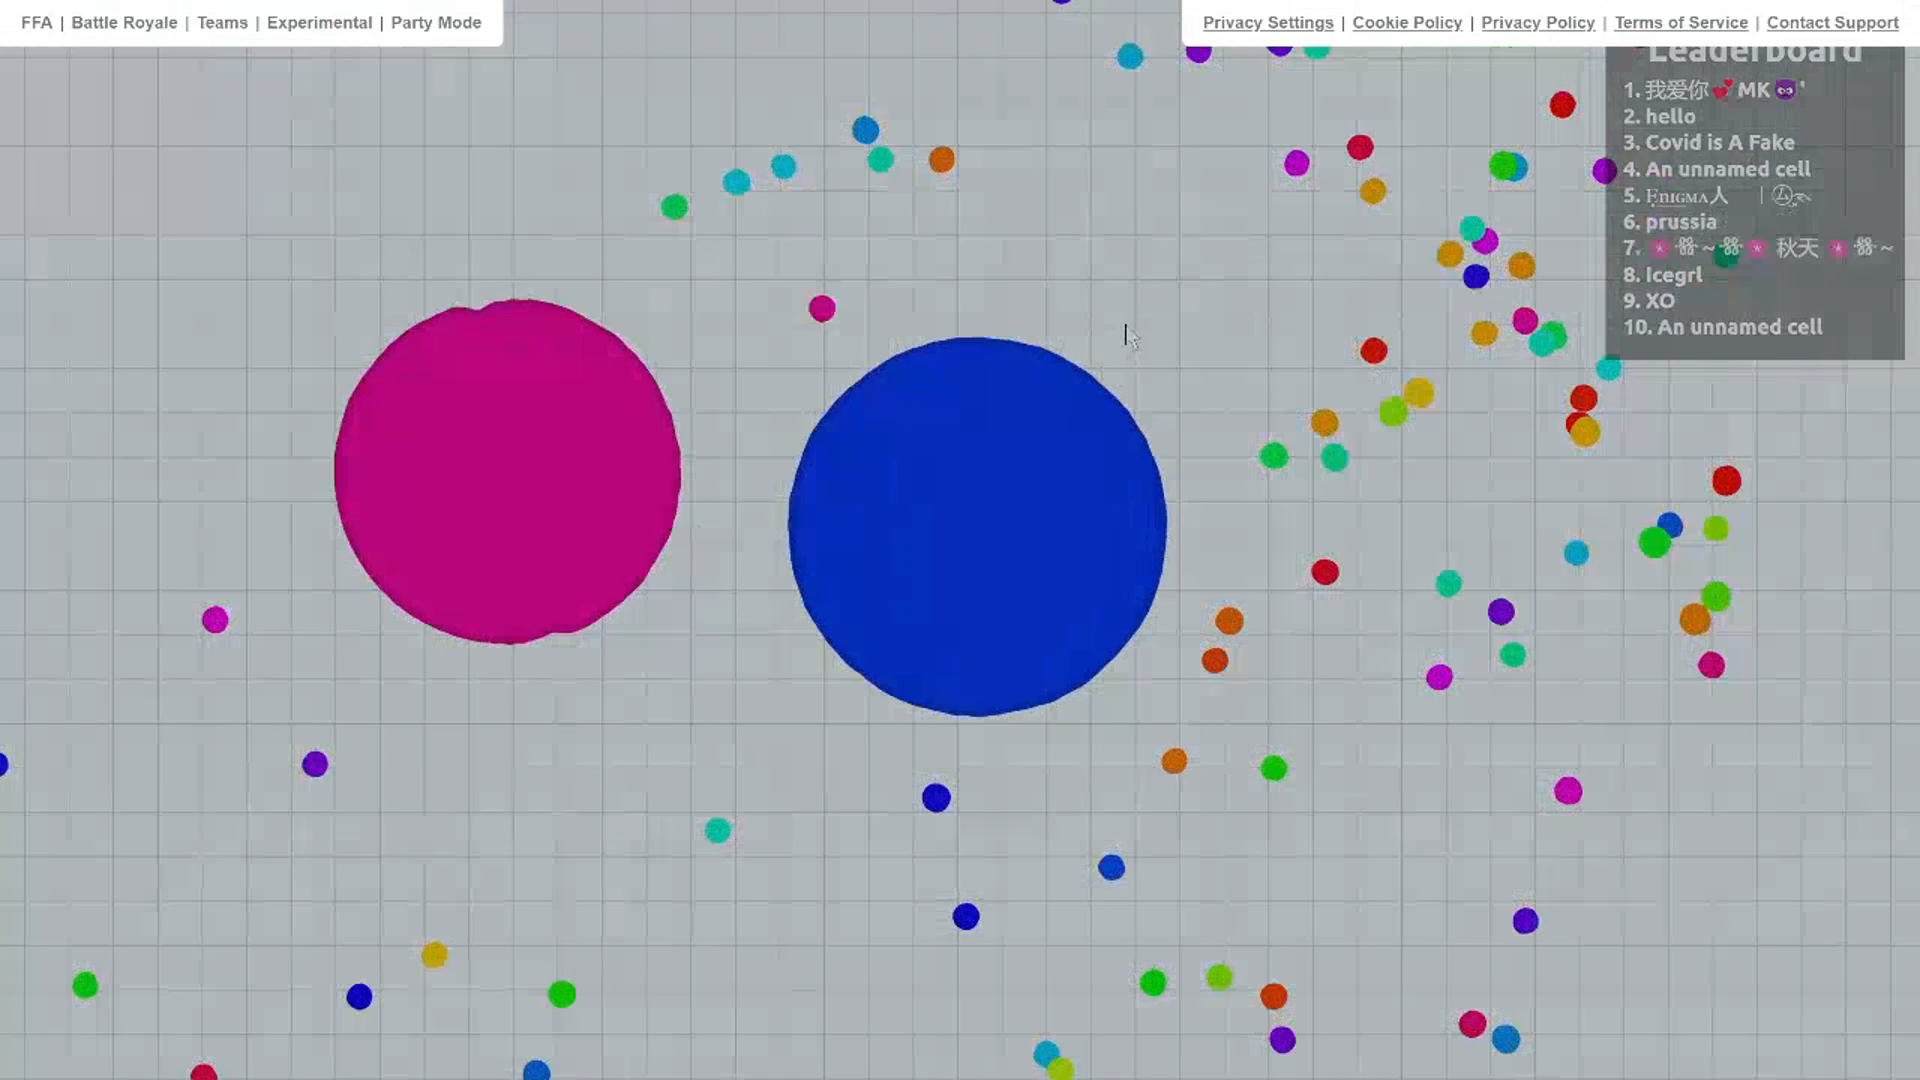 FFA | Battle Royale | Teams | Experimental | Party Mode
Privacy Settings | Cookie Policy | Privacy Policy | Terms of Service | Contact Support
Leaderboard
1. 我爱你💕MK😈'
2. hello
3. Covid is A Fake
4. An unnamed cell
5. Enigma人
6. prussia
7. 🌸ꕥ~ꕥ🌸 秋天 🌸ꕥ~
8. Icegrl
9. XO
10. An unnamed cell